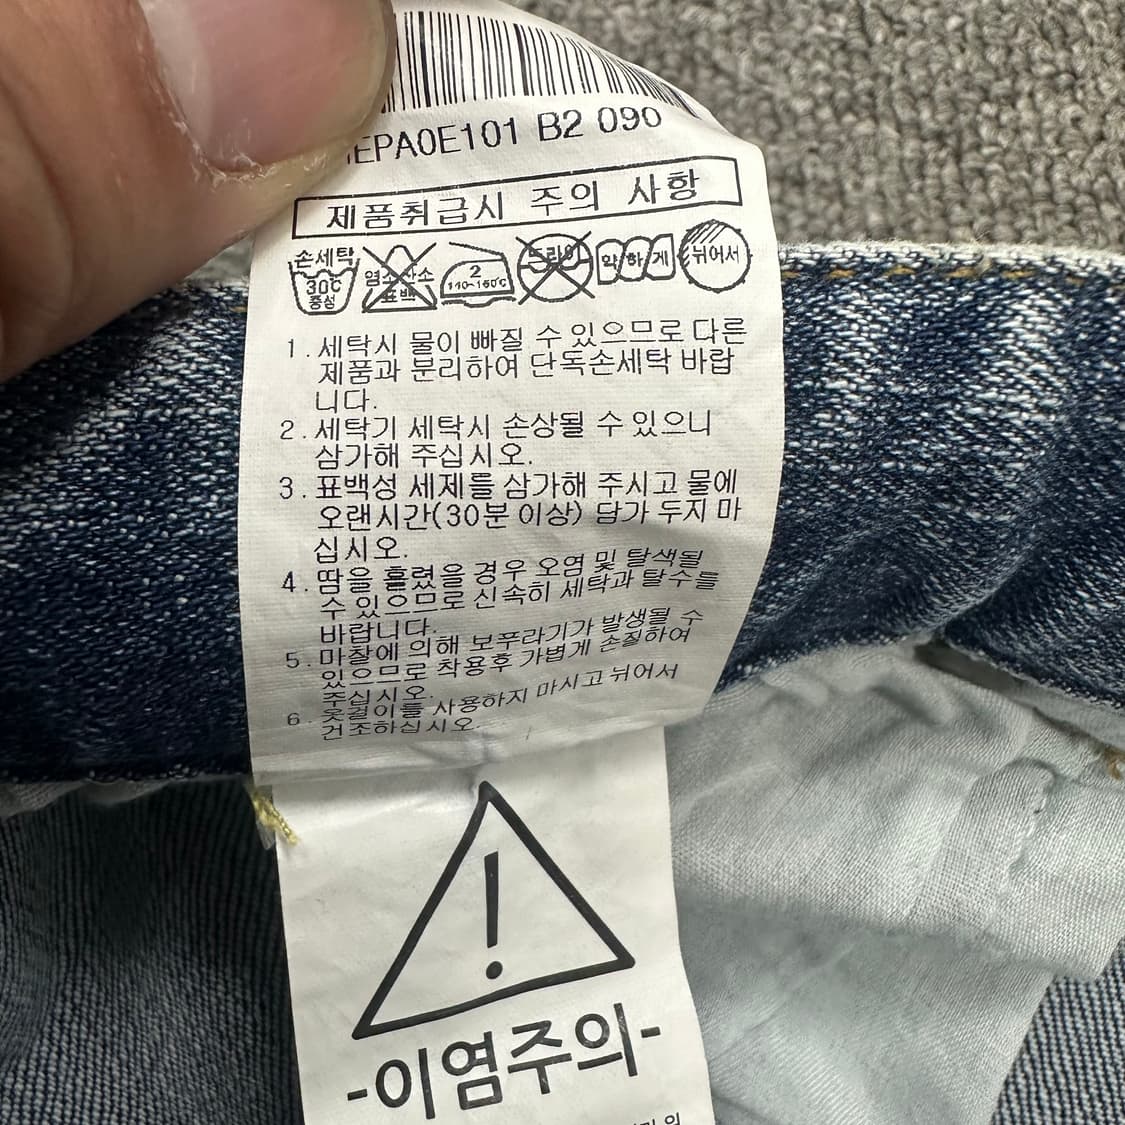 EPA0E101 B2 090
제품취급시 주의 사항
손세탁
30℃
중성
염소산소
표백
2
110~150℃
드라이
약하게
뉘어서
1. 세탁시 물이 빠질 수 있으므로 다른
제품과 분리하여 단독손세탁 바랍
니다.
2. 세탁기 세탁시 손상될 수 있으니
삼가해 주십시오.
3. 표백성 세제를 삼가해 주시고 물에
오랜시간(30분 이상) 담가 두지 마
십시오.
4. 땀을 흘렸을 경우 오염 및 탈색될
수 있으므로 신속히 세탁과 탈수를
바랍니다.
5. 마찰에 의해 보푸라기가 발생될 수
있으므로 착용후 가볍게 손질하여
주십시오.
6. 옷걸이를 사용하지 마시고 뉘어서
건조하십시오.
-이염주의-